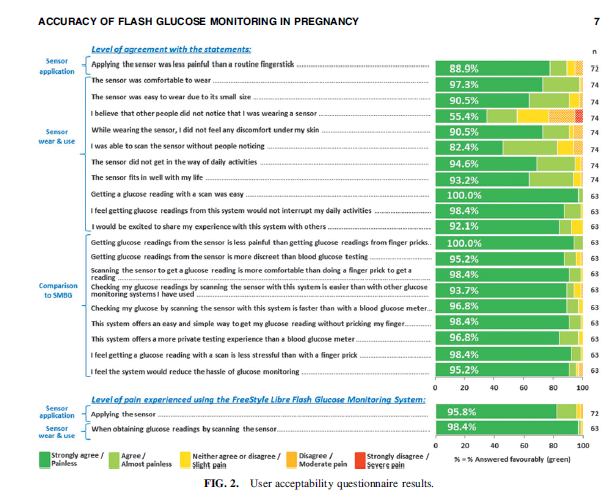 ACCURACY OF FLASH GLUCOSE MONITORING IN PREGNANCY 7
Level of agreement with the statements: n
Sensor application
Applying the sensor was less painful than a routine fingerstick 88.9% 72
Sensor wear & use
The sensor was comfortable to wear 97.3% 74
The sensor was easy to wear due to its small size 90.5% 74
I believe that other people did not notice that I was wearing a sensor 55.4% 74
While wearing the sensor, I did not feel any discomfort under my skin 90.5% 74
I was able to scan the sensor without people noticing 82.4% 74
The sensor did not get in the way of daily activities 94.6% 74
The sensor fits in well with my life 93.2% 74
Getting a glucose reading with a scan was easy 100.0% 63
I feel getting glucose readings from this system would not interrupt my daily activities 98.4% 63
I would be excited to share my experience with this system with others 92.1% 63
Comparison to SMBG
Getting glucose readings from the sensor is less painful than getting glucose readings from finger pricks.. 100.0% 63
Getting glucose readings from the sensor is more discreet than blood glucose testing 95.2% 63
Scanning the sensor to get a glucose reading is more comfortable than doing a finger prick to get a
reading 98.4% 63
Checking my glucose readings by scanning the sensor with this system is easier than with other glucose
monitoring systems I have used 93.7% 63
Checking my glucose by scanning the sensor with this system is faster than with a blood glucose meter.. 96.8% 63
This system offers an easy and simple way to get my glucose reading without pricking my finger 98.4% 63
This system offers a more private testing experience than a blood glucose meter 96.8% 63
I feel getting a glucose reading with a scan is less stressful than with a finger prick 98.4% 63
I feel the system would reduce the hassle of glucose monitoring 95.2% 63
0 20 40 60 80 100
Level of pain experienced using the FreeStyle Libre Flash Glucose Monitoring System:
Sensor application
Applying the sensor 95.8% 72
Sensor wear & use
When obtaining glucose readings by scanning the sensor 98.4% 63
0 20 40 60 80 100
Strongly agree / Painless
Agree / Almost painless
Neither agree or disagree / Slight pain
Disagree / Moderate pain
Strongly disagree / Severe pain
% = % Answered favourably (green)
FIG. 2. User acceptability questionnaire results.